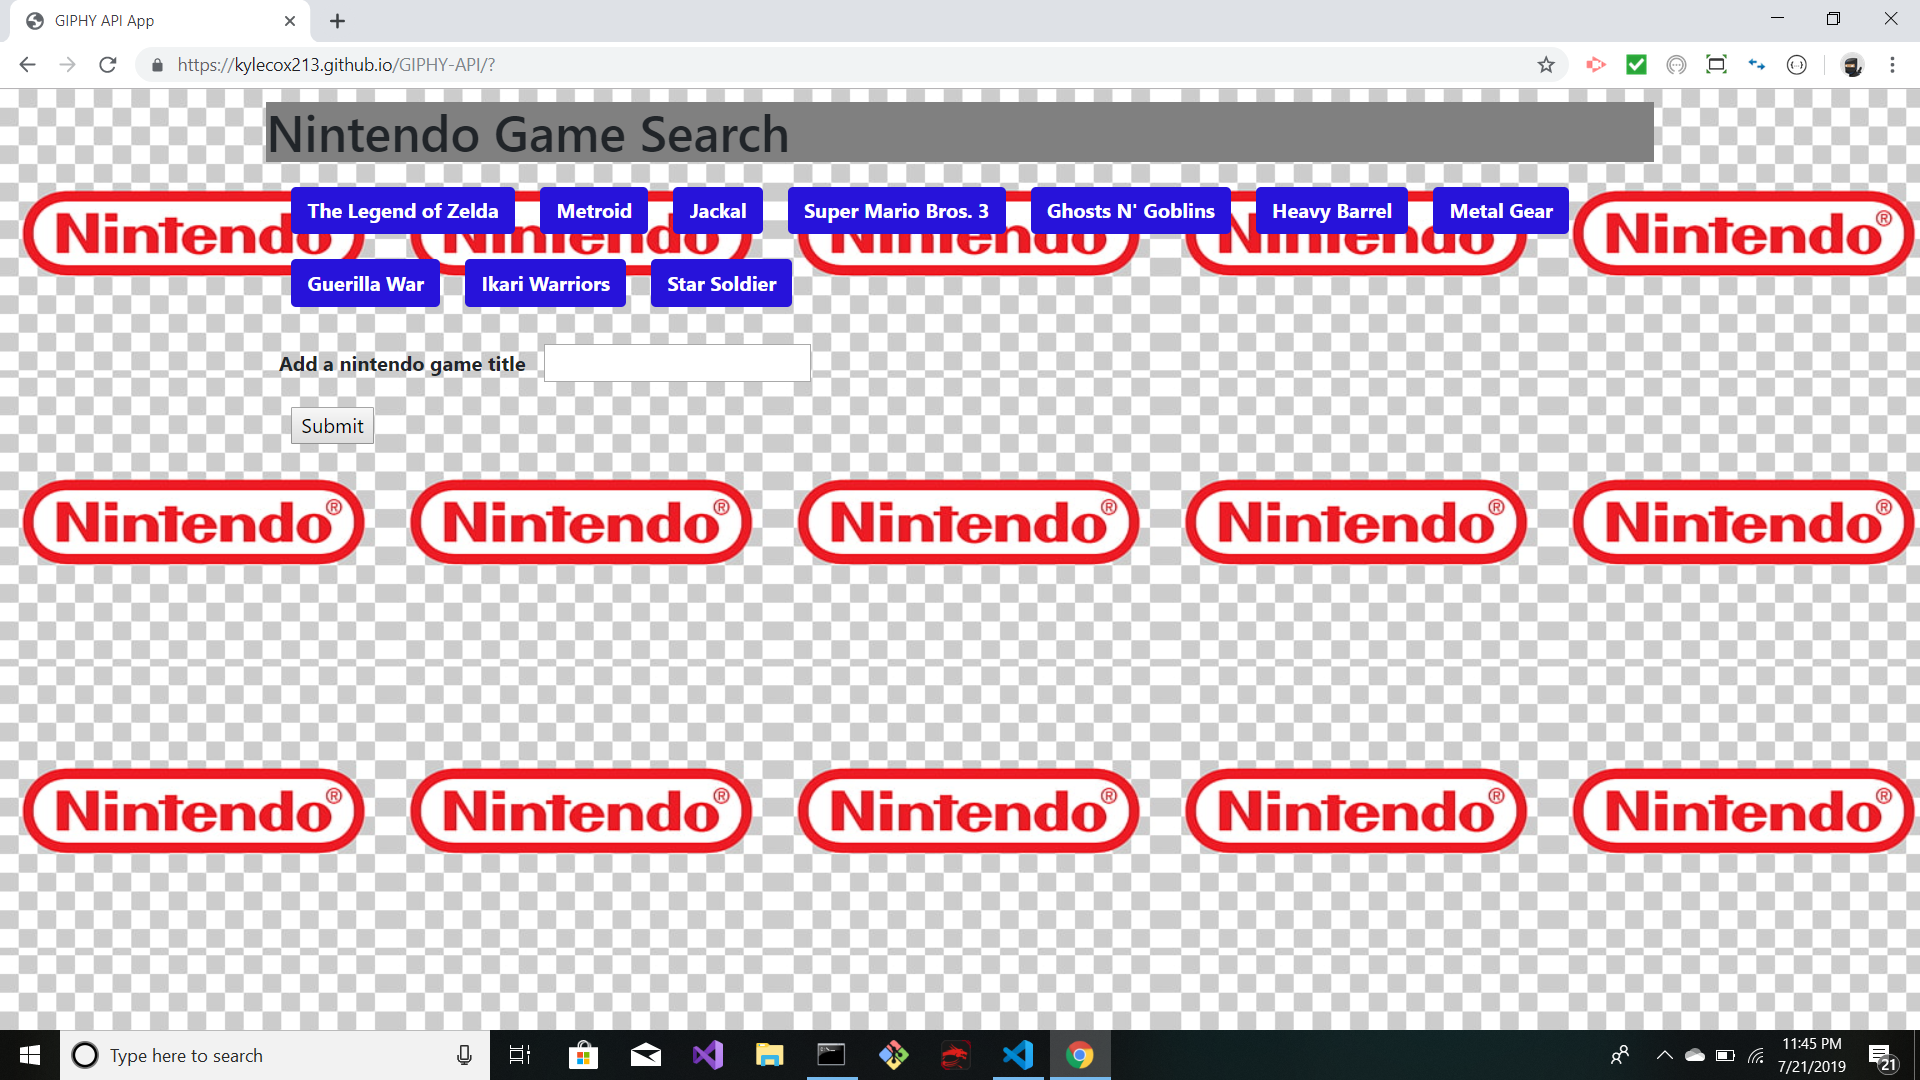 GIPHY API App
https://kylecox213.github.io/GIPHY-API/?
Nintendo Game Search
The Legend of Zelda Metroid Jackal Super Mario Bros. 3 Ghosts N' Goblins Heavy Barrel Metal Gear
Nintendo Nintendo Nintendo Nintendo Nintendo®
Guerilla War Ikari Warriors Star Soldier
Add a nintendo game title
Submit
Nintendo® Nintendo® Nintendo® Nintendo® Nintendo®
Nintendo® Nintendo® Nintendo® Nintendo® Nintendo®
Type here to search
11:45 PM
7/21/2019
21